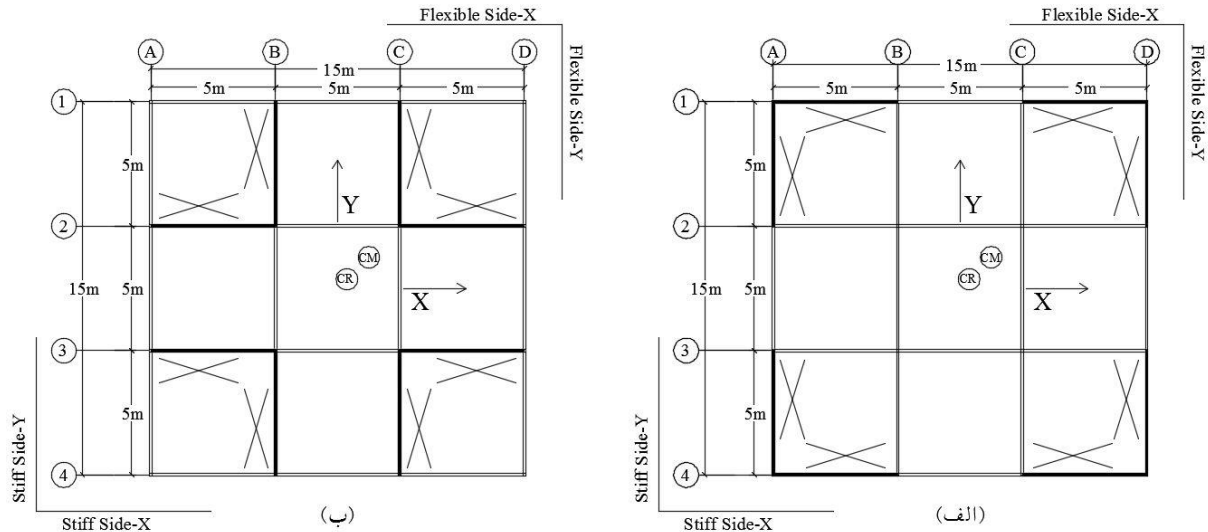 Flexible Side-X
A
B
C
D
15m
5m
5m
5m
Flexible Side-Y
1
2
3
4
15m
5m
5m
5m
Y
X
CM
CR
Stiff Side-Y
Stiff Side-X
(ب)
Flexible Side-X
A
B
C
D
15m
5m
5m
5m
Flexible Side-Y
1
2
3
4
15m
5m
5m
5m
Y
X
CM
CR
Stiff Side-Y
Stiff Side-X
(الف)